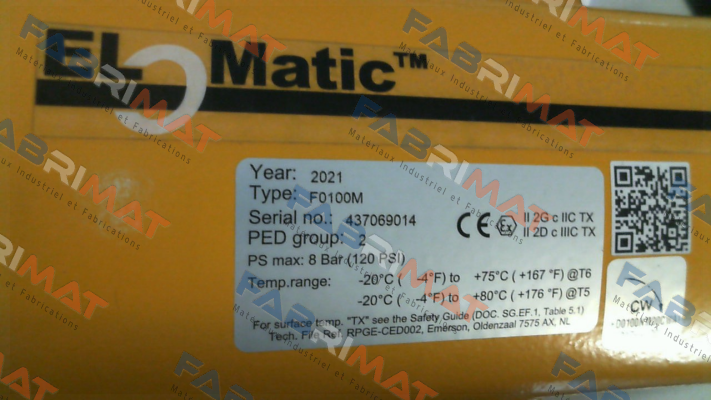 EL Matic™
Year: 2021
Type: F0100M
Serial no.: 437069014
PED group: 2
PS max: 8 Bar (120 PSI)
Temp.range: -20°C ( -4°F) to +75°C ( +167 °F) @T6
-20°C ( -4°F) to +80°C ( +176 °F) @T5
For surface temp. "TX" see the Safety Guide (DOC. SG.EF.1, Table 5.1)
Tech. File Ref. RPGE-CED002, Emerson, Oldenzaal 7575 AX, NL
CE Ex II 2G c IIC TX
II 2D c IIIC TX
CW
FABRIMAT
Materiaux Industriel et Fabrications